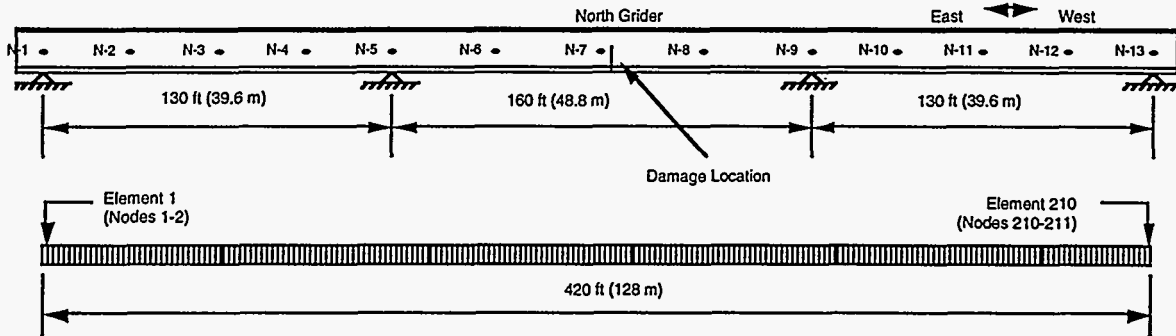 North Grider
East West
N-1 N-2 N-3 N-4 N-5 N-6 N-7 N-8 N-9 N-10 N-11 N-12 N-13
130 ft (39.6 m) 160 ft (48.8 m) 130 ft (39.6 m)
Damage Location
Element 1
(Nodes 1-2)
Element 210
(Nodes 210-211)
420 ft (128 m)